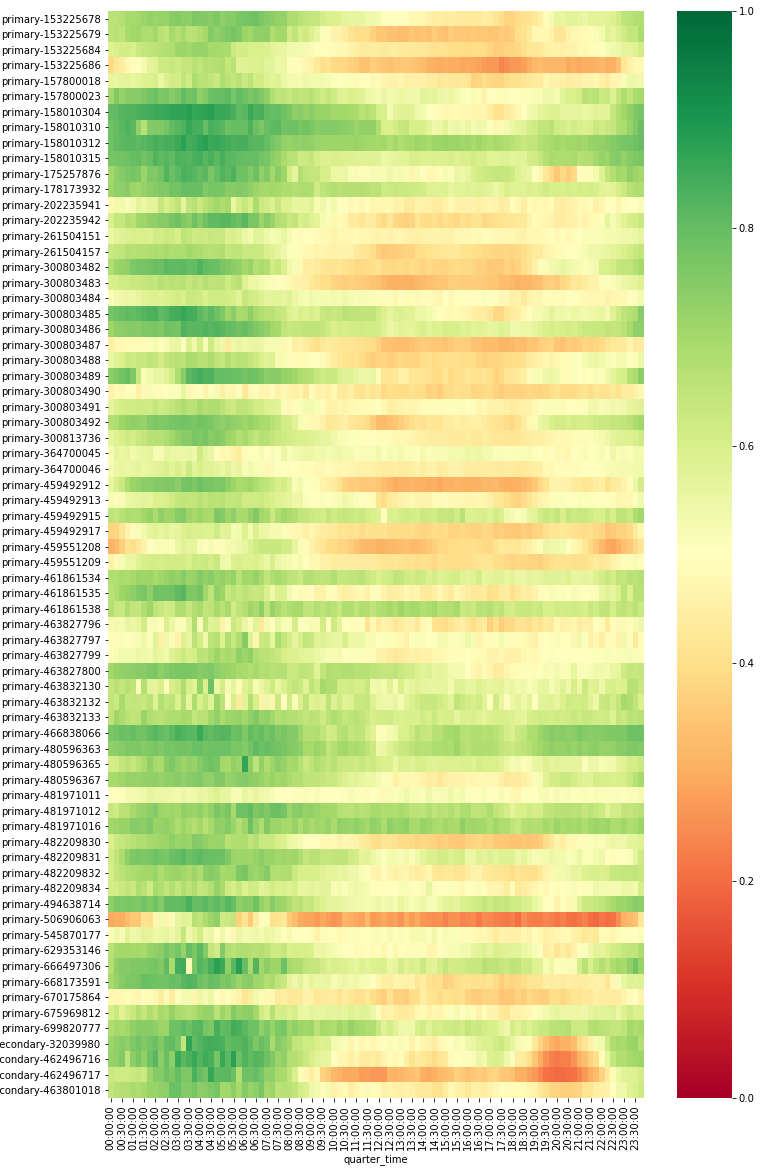 primary-153225678
primary-153225679
primary-153225684
primary-153225686
primary-157800018
primary-157800023
primary-158010304
primary-158010310
primary-158010312
primary-158010315
primary-175257876
primary-178173932
primary-202235941
primary-202235942
primary-261504151
primary-261504157
primary-300803482
primary-300803483
primary-300803484
primary-300803485
primary-300803486
primary-300803487
primary-300803488
primary-300803489
primary-300803490
primary-300803491
primary-300803492
primary-300813736
primary-364700045
primary-364700046
primary-459492912
primary-459492913
primary-459492915
primary-459492917
primary-459551208
primary-459551209
primary-461861534
primary-461861535
primary-461861538
primary-463827796
primary-463827797
primary-463827799
primary-463827800
primary-463832130
primary-463832132
primary-463832133
primary-466838066
primary-480596363
primary-480596365
primary-480596367
primary-481971011
primary-481971012
primary-481971016
primary-482209830
primary-482209831
primary-482209832
primary-482209834
primary-494638714
primary-506906063
primary-545870177
primary-629353146
primary-666497306
primary-668173591
primary-670175864
primary-675969812
primary-699820777
econdary-32039980
condary-462496716
condary-462496717
condary-463801018
00:00:00
00:30:00
01:00:00
01:30:00
02:00:00
02:30:00
03:00:00
03:30:00
04:00:00
04:30:00
05:00:00
05:30:00
06:00:00
06:30:00
07:00:00
07:30:00
08:00:00
08:30:00
09:00:00
09:30:00
10:00:00
10:30:00
11:00:00
11:30:00
12:00:00
12:30:00
13:00:00
13:30:00
14:00:00
14:30:00
15:00:00
15:30:00
16:00:00
16:30:00
17:00:00
17:30:00
18:00:00
18:30:00
19:00:00
19:30:00
20:00:00
20:30:00
21:00:00
21:30:00
22:00:00
22:30:00
23:00:00
23:30:00
quarter_time
1.0
0.8
0.6
0.4
0.2
0.0